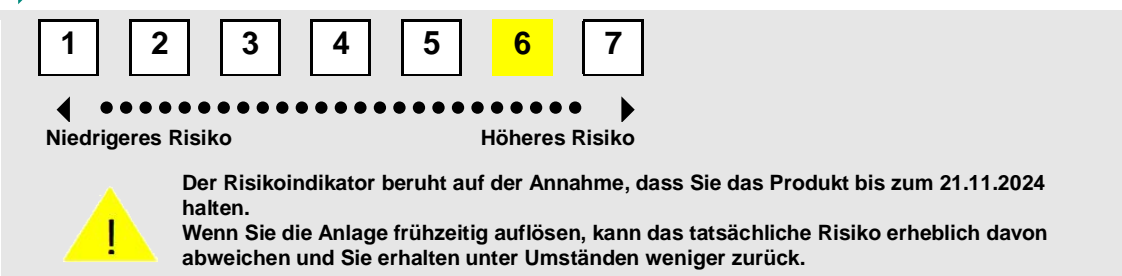 1 2 3 4 5 6 7
Niedrigeres Risiko Höheres Risiko
Der Risikoindikator beruht auf der Annahme, dass Sie das Produkt bis zum 21.11.2024
halten.
Wenn Sie die Anlage frühzeitig auflösen, kann das tatsächliche Risiko erheblich davon
abweichen und Sie erhalten unter Umständen weniger zurück.
!